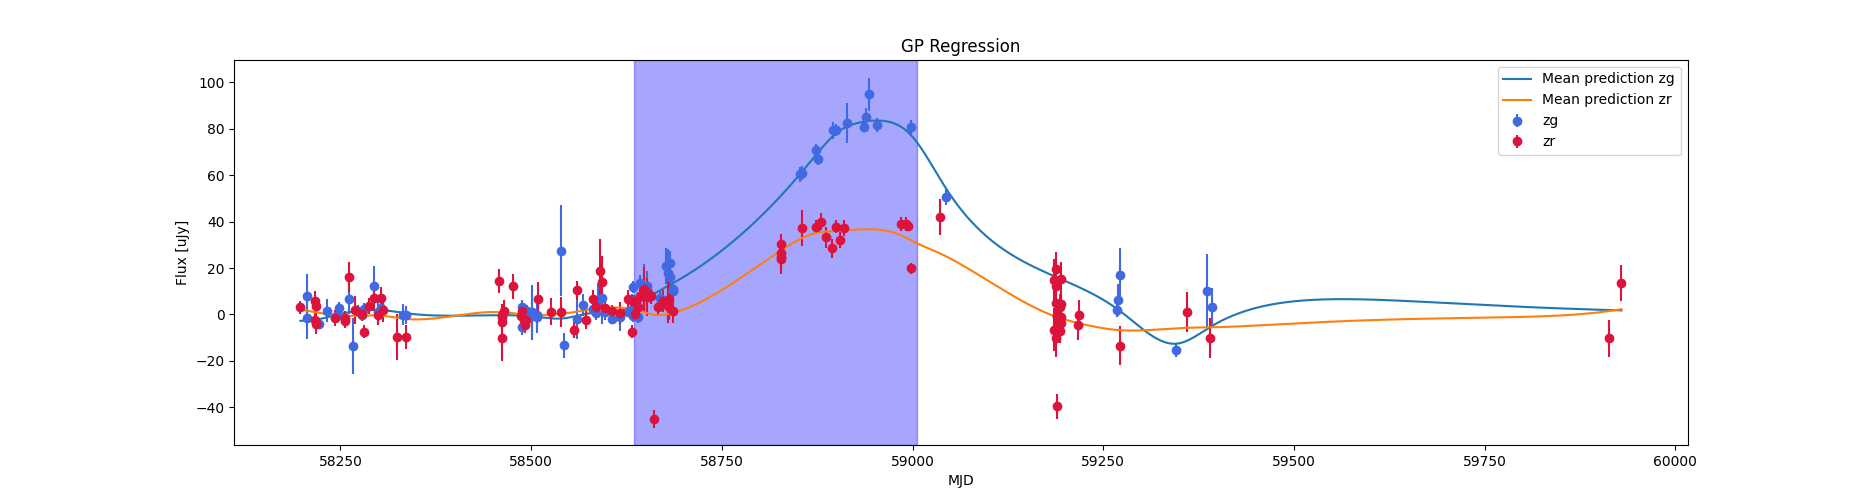 GP Regression
100
80
60
40
20
0
−20
−40
Flux [uJy]
58250 58500 58750 59000 59250 59500 59750 60000
MJD
Mean prediction zg
Mean prediction zr
zg
zr